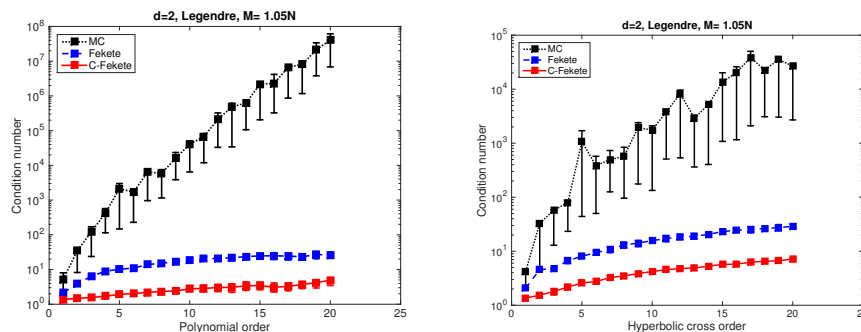 d=2, Legendre, M= 1.05N
10^8
10^7
10^6
10^5
10^4
10^3
10^2
10^1
10^0
Condition number
MC
Fekete
C-Fekete
0 5 10 15 20 25
Polynomial order
d=2, Legendre, M= 1.05N
10^5
10^4
10^3
10^2
10^1
10^0
Condition number
MC
Fekete
C-Fekete
0 5 10 15 20
Hyperbolic cross order